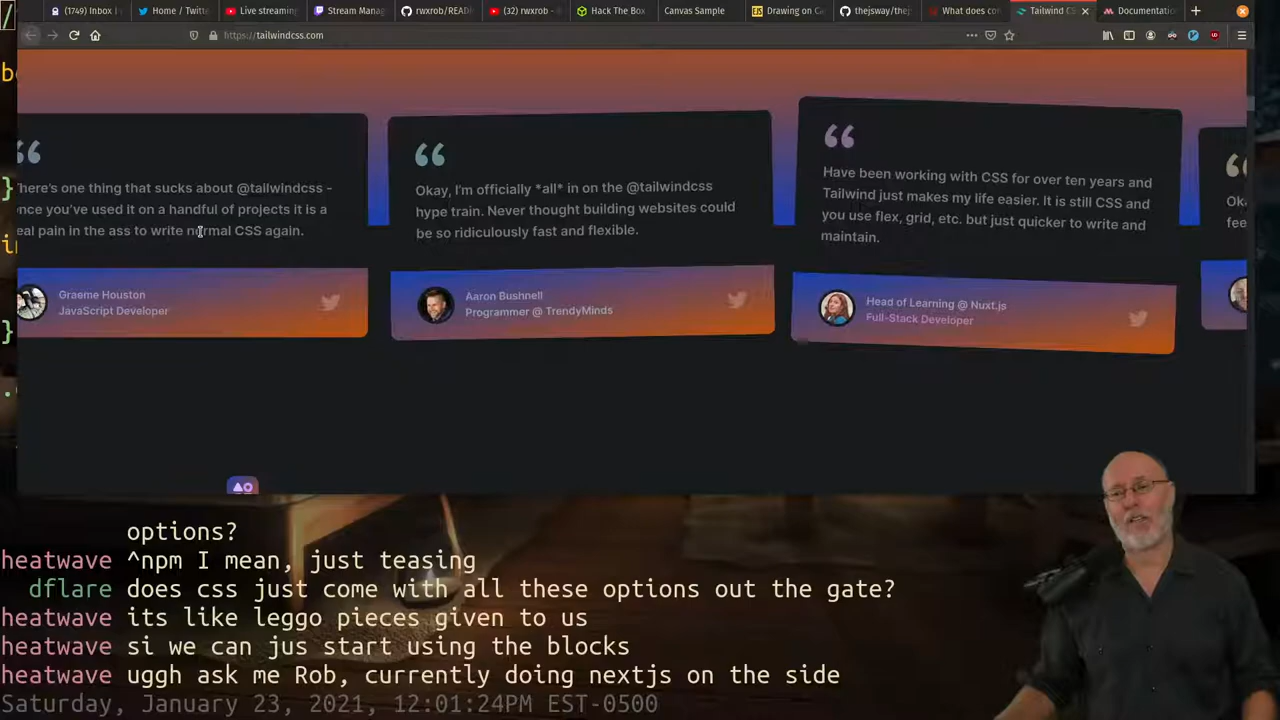 (1749) Inbox |
Home / Twitt
Live streaming
Stream Manag
rwxrob/READ
(32) rwxrob -
Hack The Box
Canvas Sample
Drawing on Ca
thejsway/thej
What does co
Tailwind CS
Documentatio
https://tailwindcss.com
here's one thing that sucks about @tailwindcss -
nce you've used it on a handful of projects it is a
eal pain in the ass to write normal CSS again.
Graeme Houston
JavaScript Developer
Okay, I'm officially *all* in on the @tailwindcss
hype train. Never thought building websites could
be so ridiculously fast and flexible.
Aaron Bushnell
Programmer @ TrendyMinds
Have been working with CSS for over ten years and
Tailwind just makes my life easier. It is still CSS and
you use flex, grid, etc. but just quicker to write and
maintain.
Head of Learning @ Nuxt.js
Full-Stack Developer
Ok
fee
options?
heatwave ^npm I mean, just teasing
dflare does css just come with all these options out the gate?
heatwave its like leggo pieces given to us
heatwave si we can jus start using the blocks
heatwave uggh ask me Rob, currently doing nextjs on the side
Saturday, January 23, 2021, 12:01:24PM EST-0500